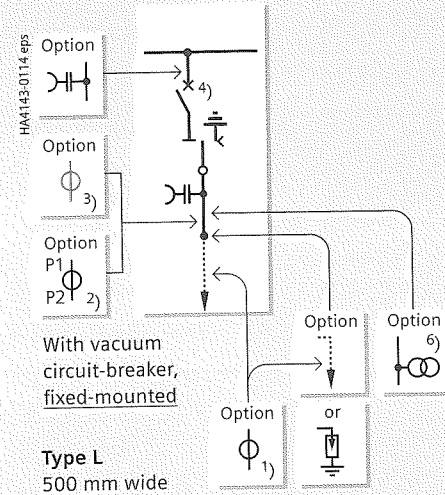 HA4143-0114 eps
Option
4)
Option
3)
Option
P1
P2
2)
With vacuum
circuit-breaker,
fixed-mounted
Type L
500 mm wide
Option
1)
Option
or
Option
6)